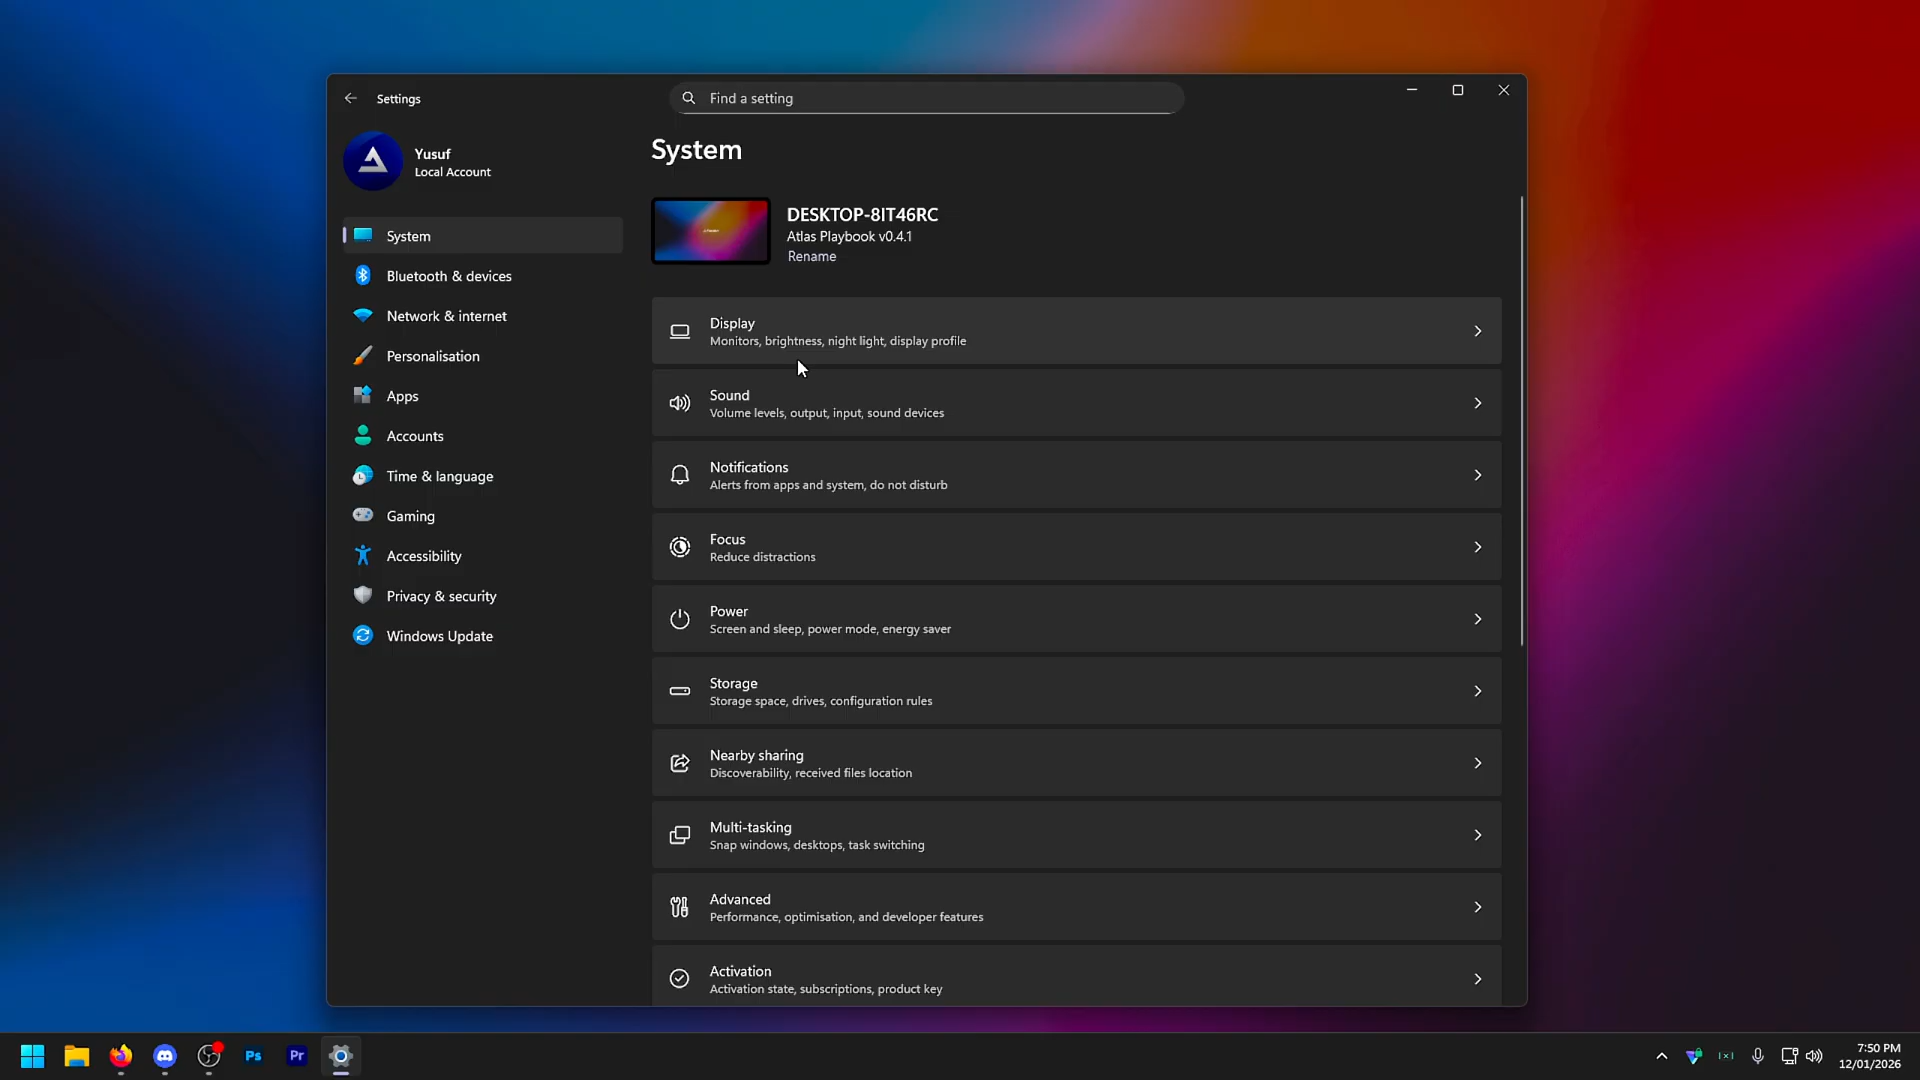 Settings
Find a setting
Yusuf
Local Account
System
Bluetooth & devices
Network & internet
Personalisation
Apps
Accounts
Time & language
Gaming
Accessibility
Privacy & security
Windows Update
System
DESKTOP-8IT46RC
Atlas Playbook v0.4.1
Rename
Display
Monitors, brightness, night light, display profile
Sound
Volume levels, output, input, sound devices
Notifications
Alerts from apps and system, do not disturb
Focus
Reduce distractions
Power
Screen and sleep, power mode, energy saver
Storage
Storage space, drives, configuration rules
Nearby sharing
Discoverability, received files location
Multi-tasking
Snap windows, desktops, task switching
Advanced
Performance, optimisation, and developer features
Activation
Activation state, subscriptions, product key
Ps
Pr
7:50 PM
12/01/2026